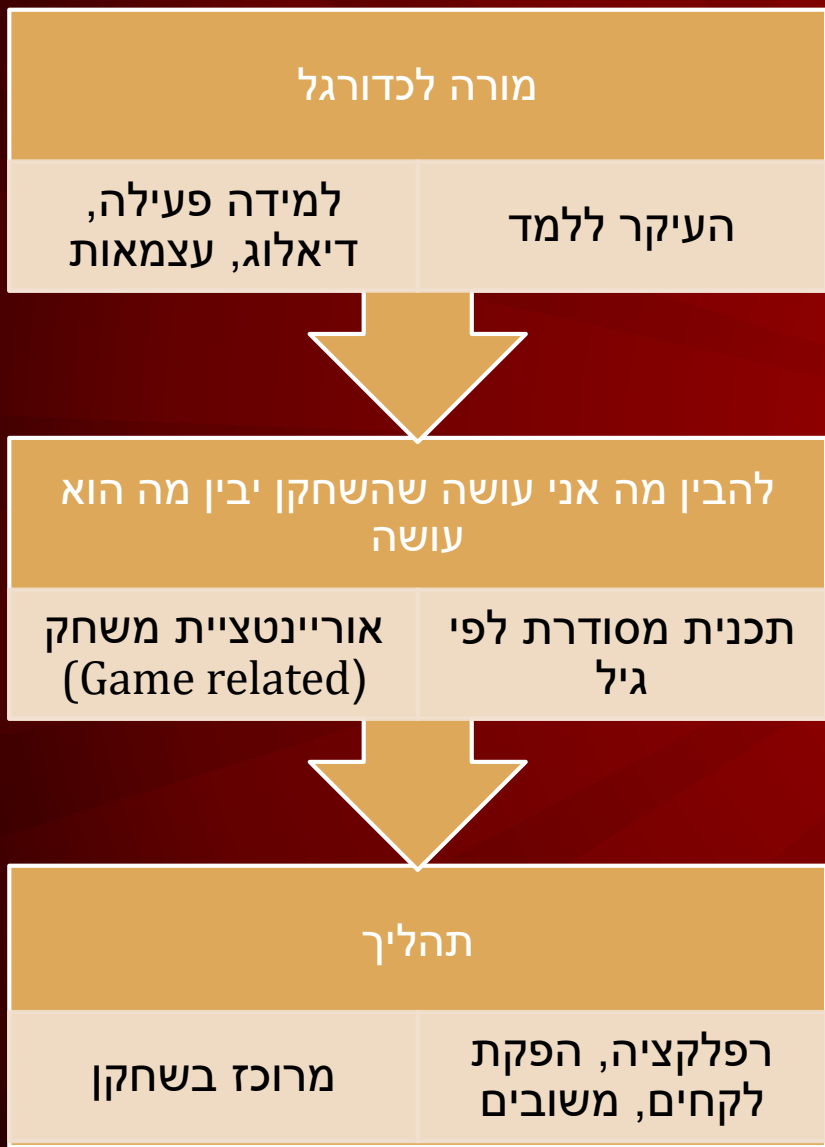 מורה לכדורגל
העיקר ללמד
למידה פעילה,
דיאלוג, עצמאות
להבין מה אני עושה שהשחקן יבין מה הוא
עושה
תכנית מסודרת לפי
גיל
אוריינטציית משחק
(Game related)
תהליך
רפלקציה, הפקת
לקחים, משובים
מרוכז בשחקן